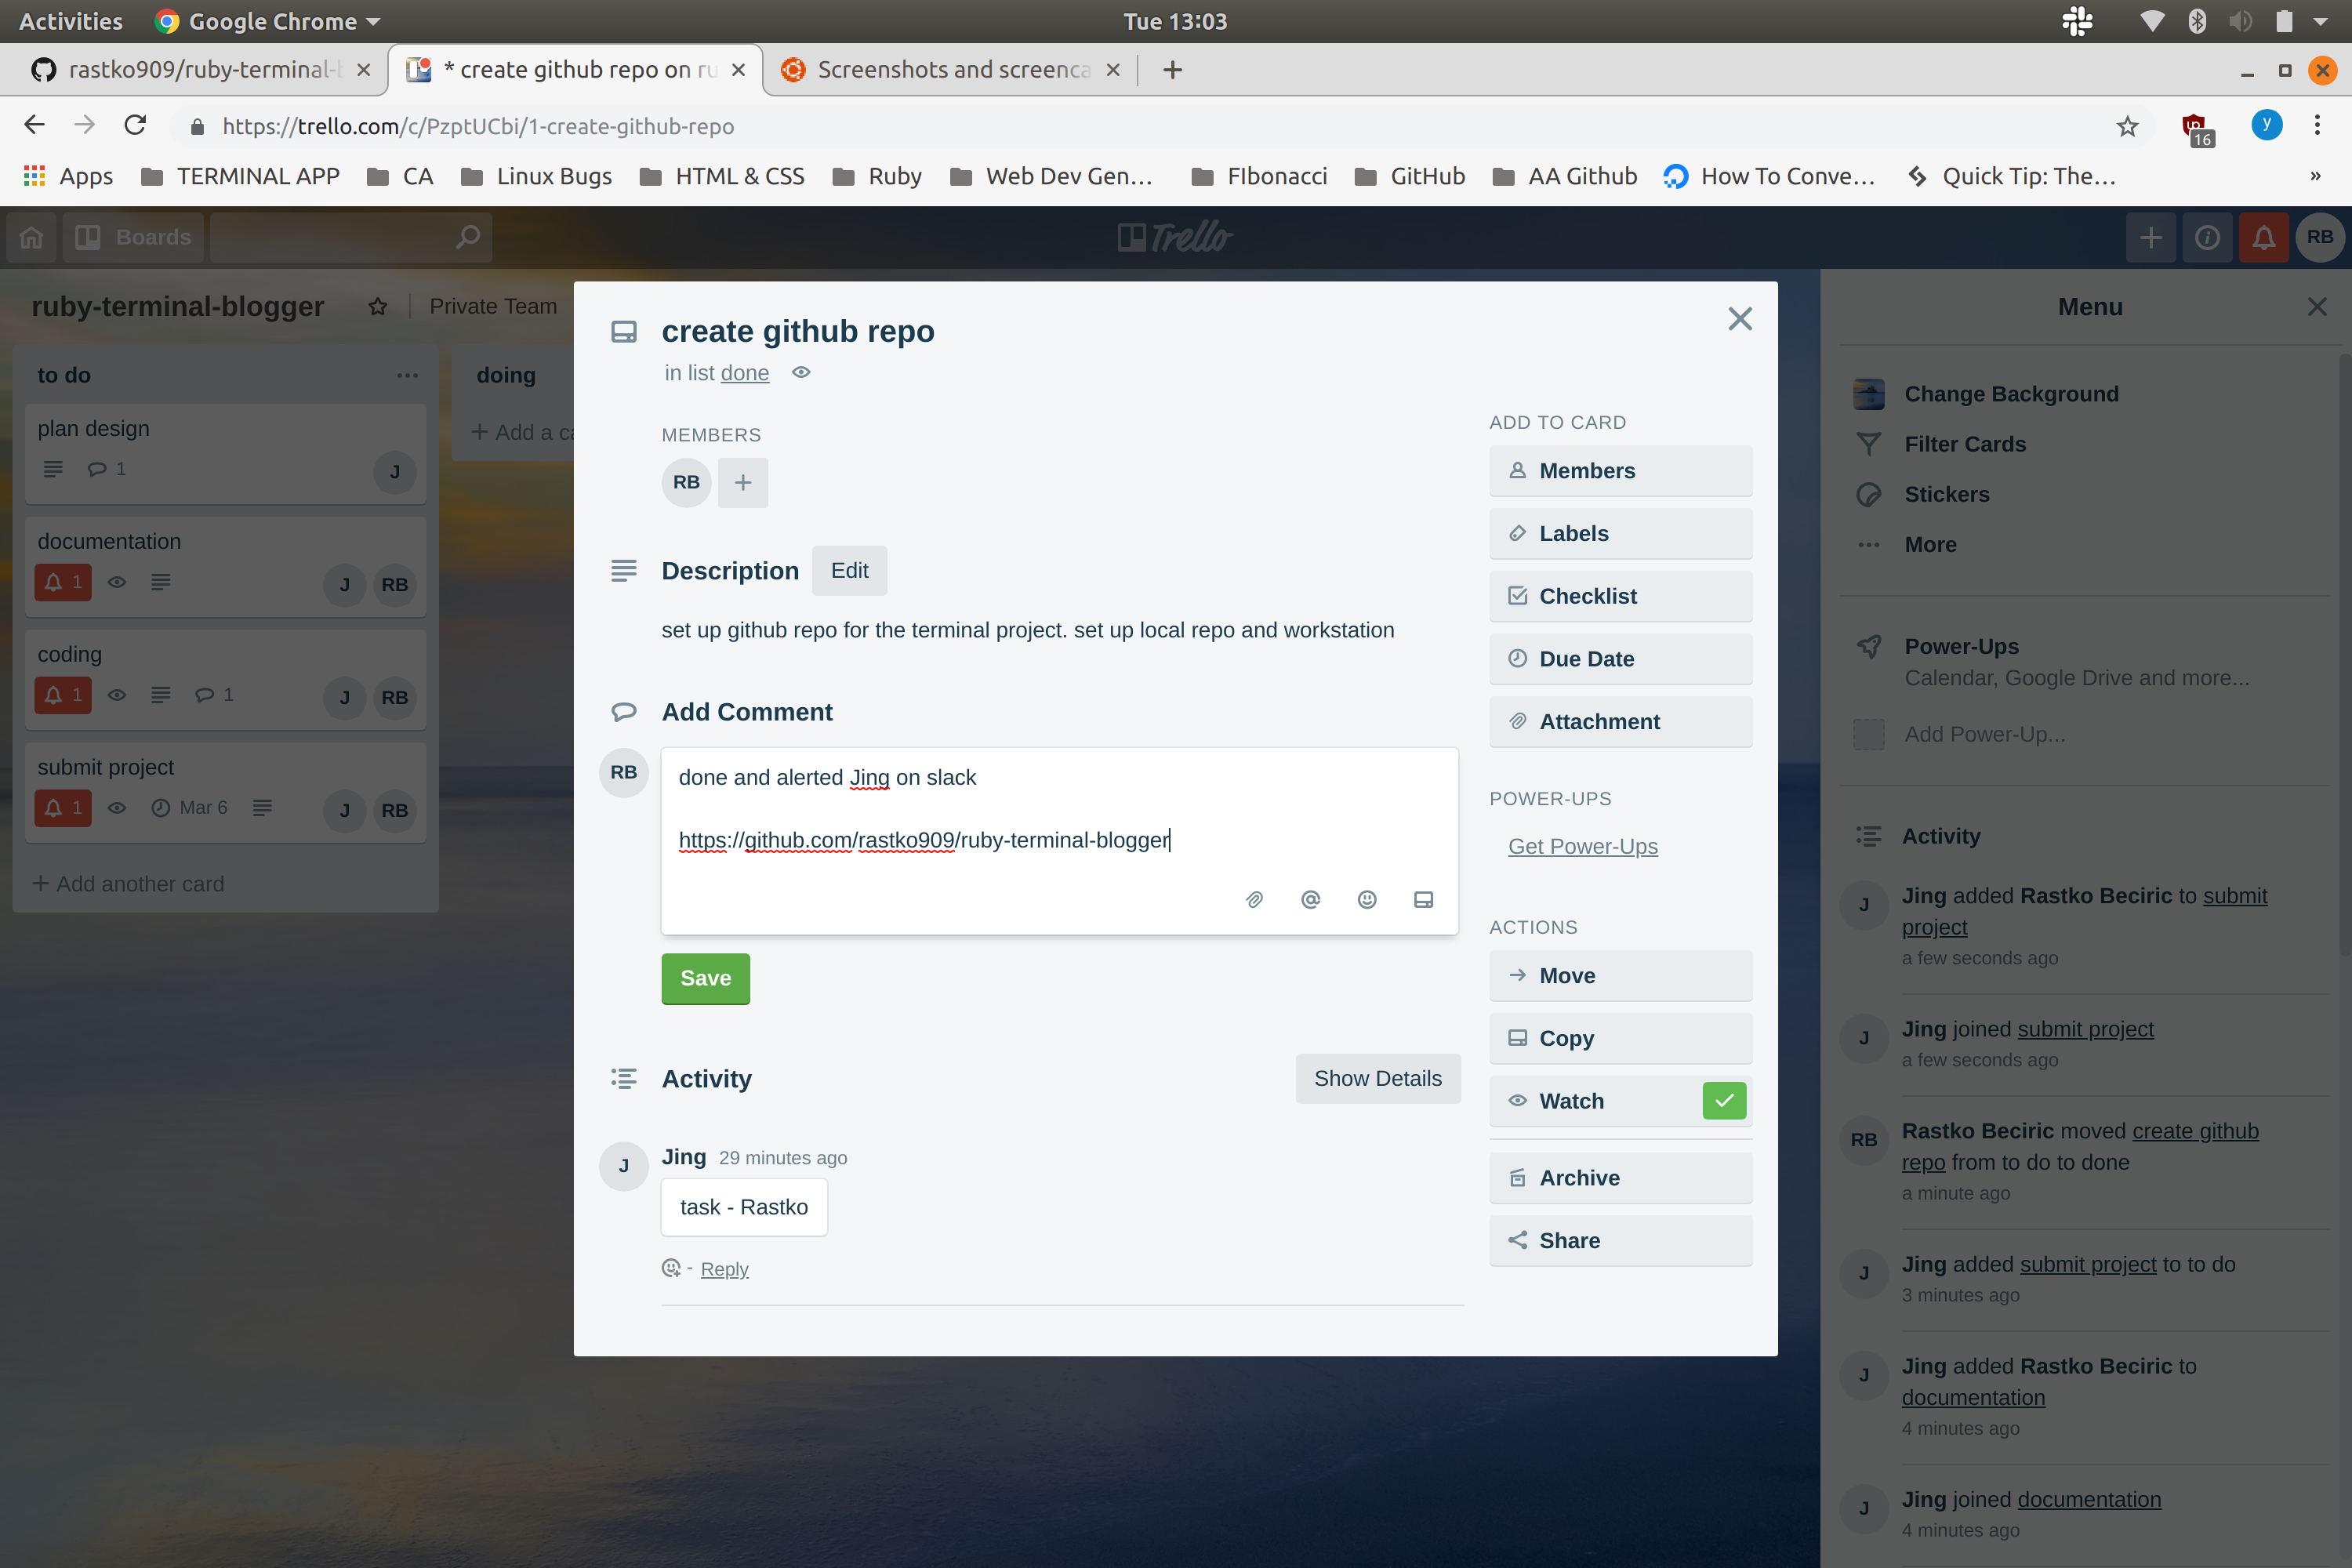 Activities Google Chrome Tue 13:03
rastko909/ruby-terminal-b * create github repo on ru Screenshots and screenca
https://trello.com/c/PzptUCbi/1-create-github-repo 16 y
Apps TERMINAL APP CA Linux Bugs HTML & CSS Ruby Web Dev Gen... FIbonacci GitHub AA Github How To Conve... Quick Tip: The... »
Boards Trello RB
ruby-terminal-blogger Private Team
to do
plan design
1 J
documentation
1 J RB
coding
1 1 J RB
submit project
1 Mar 6 J RB
+ Add another card
doing
+ Add a ca
create github repo
in list done
MEMBERS
RB +
Description Edit
set up github repo for the terminal project. set up local repo and workstation
Add Comment
RB
done and alerted Jing on slack
https://github.com/rastko909/ruby-terminal-blogger
Save
Activity Show Details
J Jing 29 minutes ago
task - Rastko
- Reply
ADD TO CARD
Members
Labels
Checklist
Due Date
Attachment
POWER-UPS
Get Power-Ups
ACTIONS
Move
Copy
Watch
Archive
Share
Menu
Change Background
Filter Cards
Stickers
More
Power-Ups
Calendar, Google Drive and more...
Add Power-Up...
Activity
J Jing added Rastko Beciric to submit
project
a few seconds ago
J Jing joined submit project
a few seconds ago
RB Rastko Beciric moved create github
repo from to do to done
a minute ago
J Jing added submit project to to do
3 minutes ago
J Jing added Rastko Beciric to
documentation
4 minutes ago
J Jing joined documentation
4 minutes ago